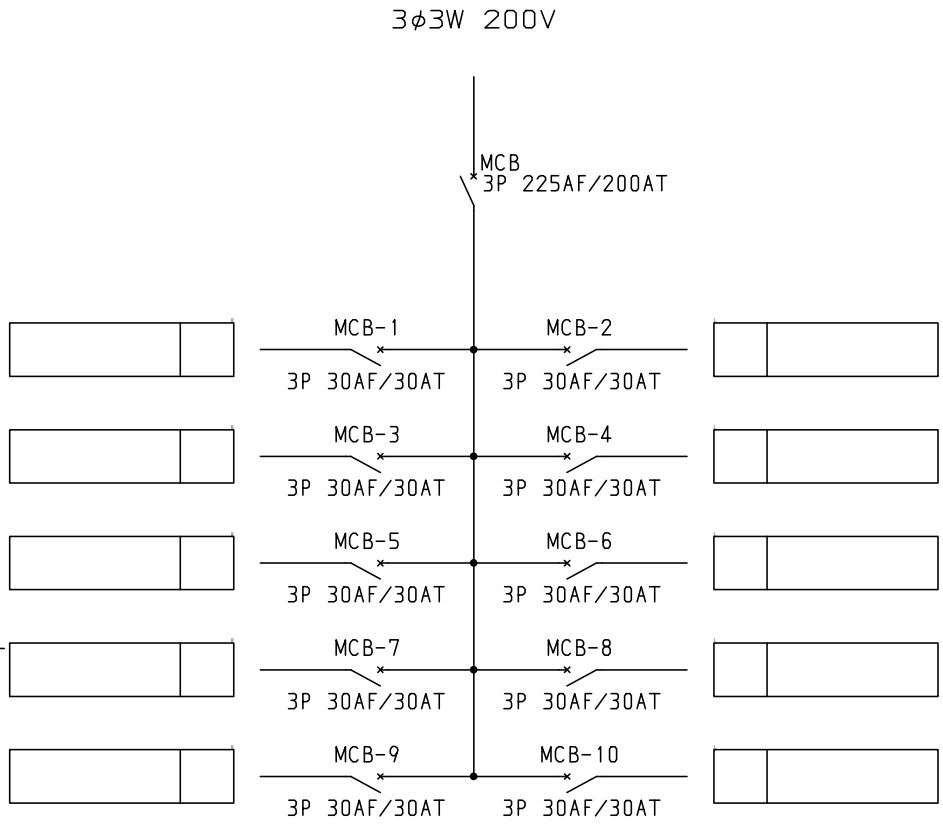 3φ3W 200V
MCB
3P 225AF/200AT
MCB-1
MCB-2
3P 30AF/30AT
3P 30AF/30AT
MCB-3
MCB-4
3P 30AF/30AT
3P 30AF/30AT
MCB-5
MCB-6
3P 30AF/30AT
3P 30AF/30AT
MCB-7
MCB-8
3P 30AF/30AT
3P 30AF/30AT
MCB-9
MCB-10
3P 30AF/30AT
3P 30AF/30AT